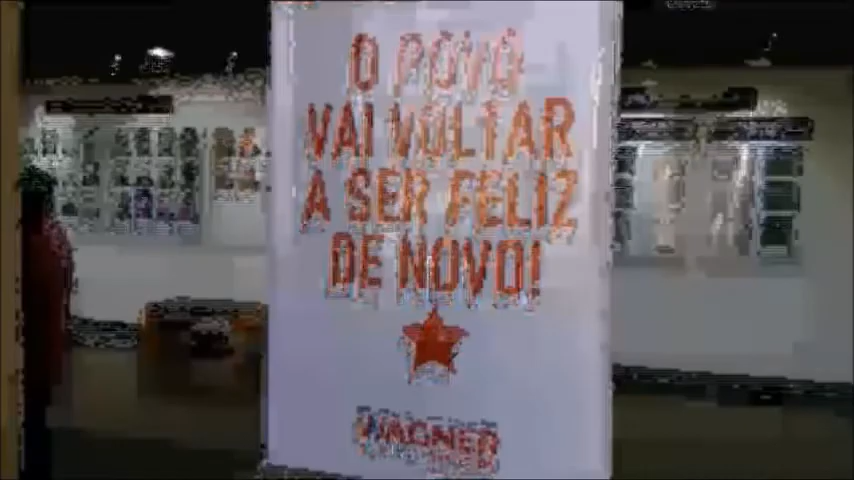 O POVO
VAI VOLTAR
A SER FELIZ
DE NOVO!
WAGNER